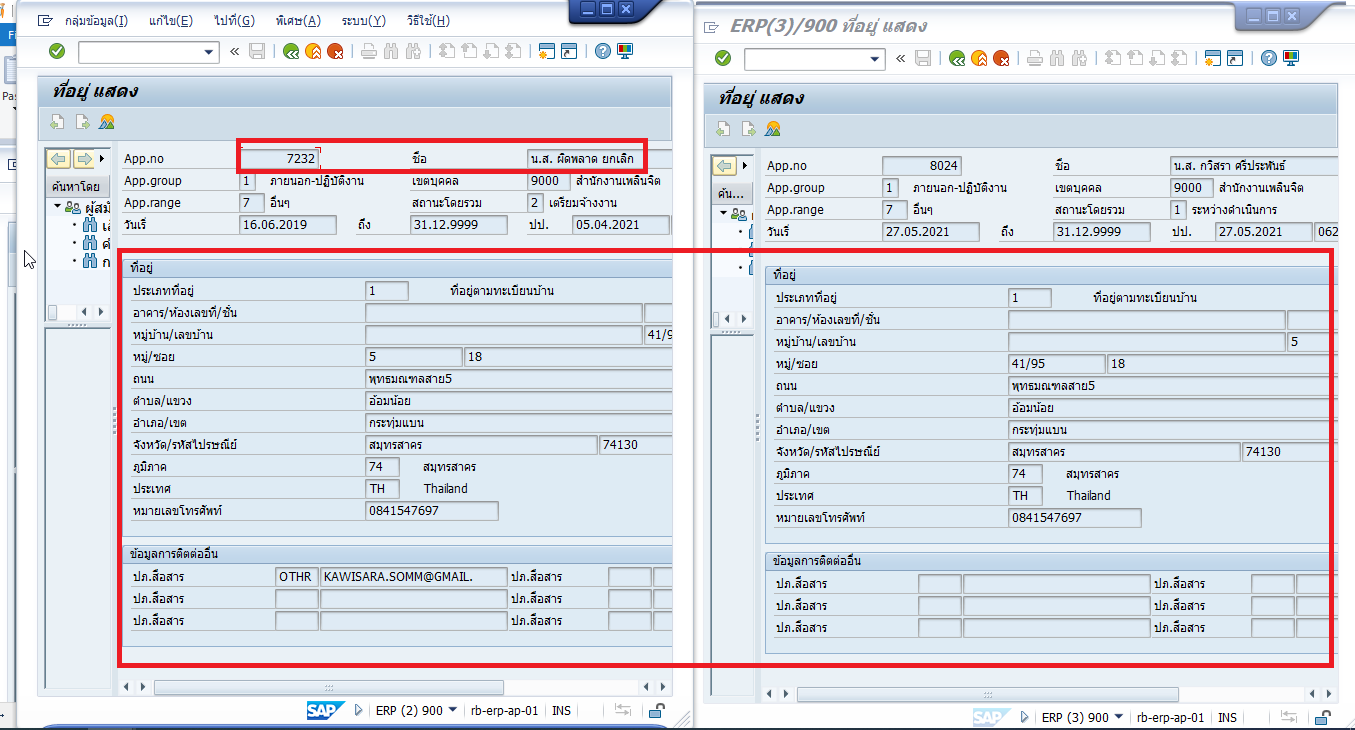 กลุ่มข้อมูล(I) แก้ไข(E) ไปที่(G) พิเศษ(A) ระบบ(Y) วิธีใช้(H)
ที่อยู่ แสดง
App.no 7232 ชื่อ น.ส. ผิดพลาด ยกเลิก
App.group 1 ภายนอก-ปฏิบัติงาน เขตบุคคล 9000 สำนักงานเพลินจิต
ค้นหาโดย
App.range 7 อื่นๆ สถานะโดยรวม 2 เตรียมจ้างงาน
วันเริ่ 16.06.2019 ถึง 31.12.9999 ปป. 05.04.2021
ที่อยู่
ประเภทที่อยู่ 1 ที่อยู่ตามทะเบียนบ้าน
อาคาร/ห้องเลขที่/ชั้น
หมู่บ้าน/เลขบ้าน 41/9
หมู่/ซอย 5 18
ถนน พุทธมณฑลสาย5
ตำบล/แขวง อ้อมน้อย
อำเภอ/เขต กระทุ่มแบน
จังหวัด/รหัสไปรษณีย์ สมุทรสาคร 74130
ภูมิภาค 74 สมุทรสาคร
ประเทศ TH Thailand
หมายเลขโทรศัพท์ 0841547697
ข้อมูลการติดต่ออื่น
ปภ.สื่อสาร OTHR KAWISARA.SOMM@GMAIL. ปภ.สื่อสาร
ปภ.สื่อสาร ปภ.สื่อสาร
ปภ.สื่อสาร ปภ.สื่อสาร
SAP ERP (2) 900 rb-erp-ap-01 INS
ERP(3)/900 ที่อยู่ แสดง
ที่อยู่ แสดง
App.no 8024 ชื่อ น.ส. กวิสรา ศรีประพันธ์
App.group 1 ภายนอก-ปฏิบัติงาน เขตบุคคล 9000 สำนักงานเพลินจิต
ค้น...
App.range 7 อื่นๆ สถานะโดยรวม 1 ระหว่างดำเนินการ
วันเริ่ 27.05.2021 ถึง 31.12.9999 ปป. 27.05.2021 062
ที่อยู่
ประเภทที่อยู่ 1 ที่อยู่ตามทะเบียนบ้าน
อาคาร/ห้องเลขที่/ชั้น
หมู่บ้าน/เลขบ้าน 5
หมู่/ซอย 41/95 18
ถนน พุทธมณฑลสาย5
ตำบล/แขวง อ้อมน้อย
อำเภอ/เขต กระทุ่มแบน
จังหวัด/รหัสไปรษณีย์ สมุทรสาคร 74130
ภูมิภาค 74 สมุทรสาคร
ประเทศ TH Thailand
หมายเลขโทรศัพท์ 0841547697
ข้อมูลการติดต่ออื่น
ปภ.สื่อสาร ปภ.สื่อสาร
ปภ.สื่อสาร ปภ.สื่อสาร
ปภ.สื่อสาร ปภ.สื่อสาร
SAP ERP (3) 900 rb-erp-ap-01 INS